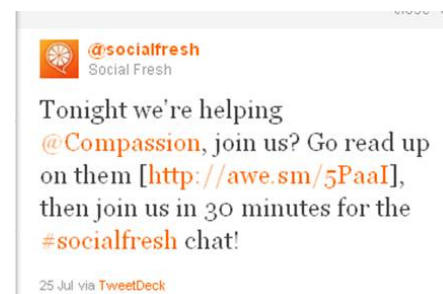 @socialfresh
Social Fresh
Tonight we're helping
@Compassion, join us? Go read up
on them [http://awe.sm/5PaaI],
then join us in 30 minutes for the
#socialfresh chat!
25 Jul via TweetDeck